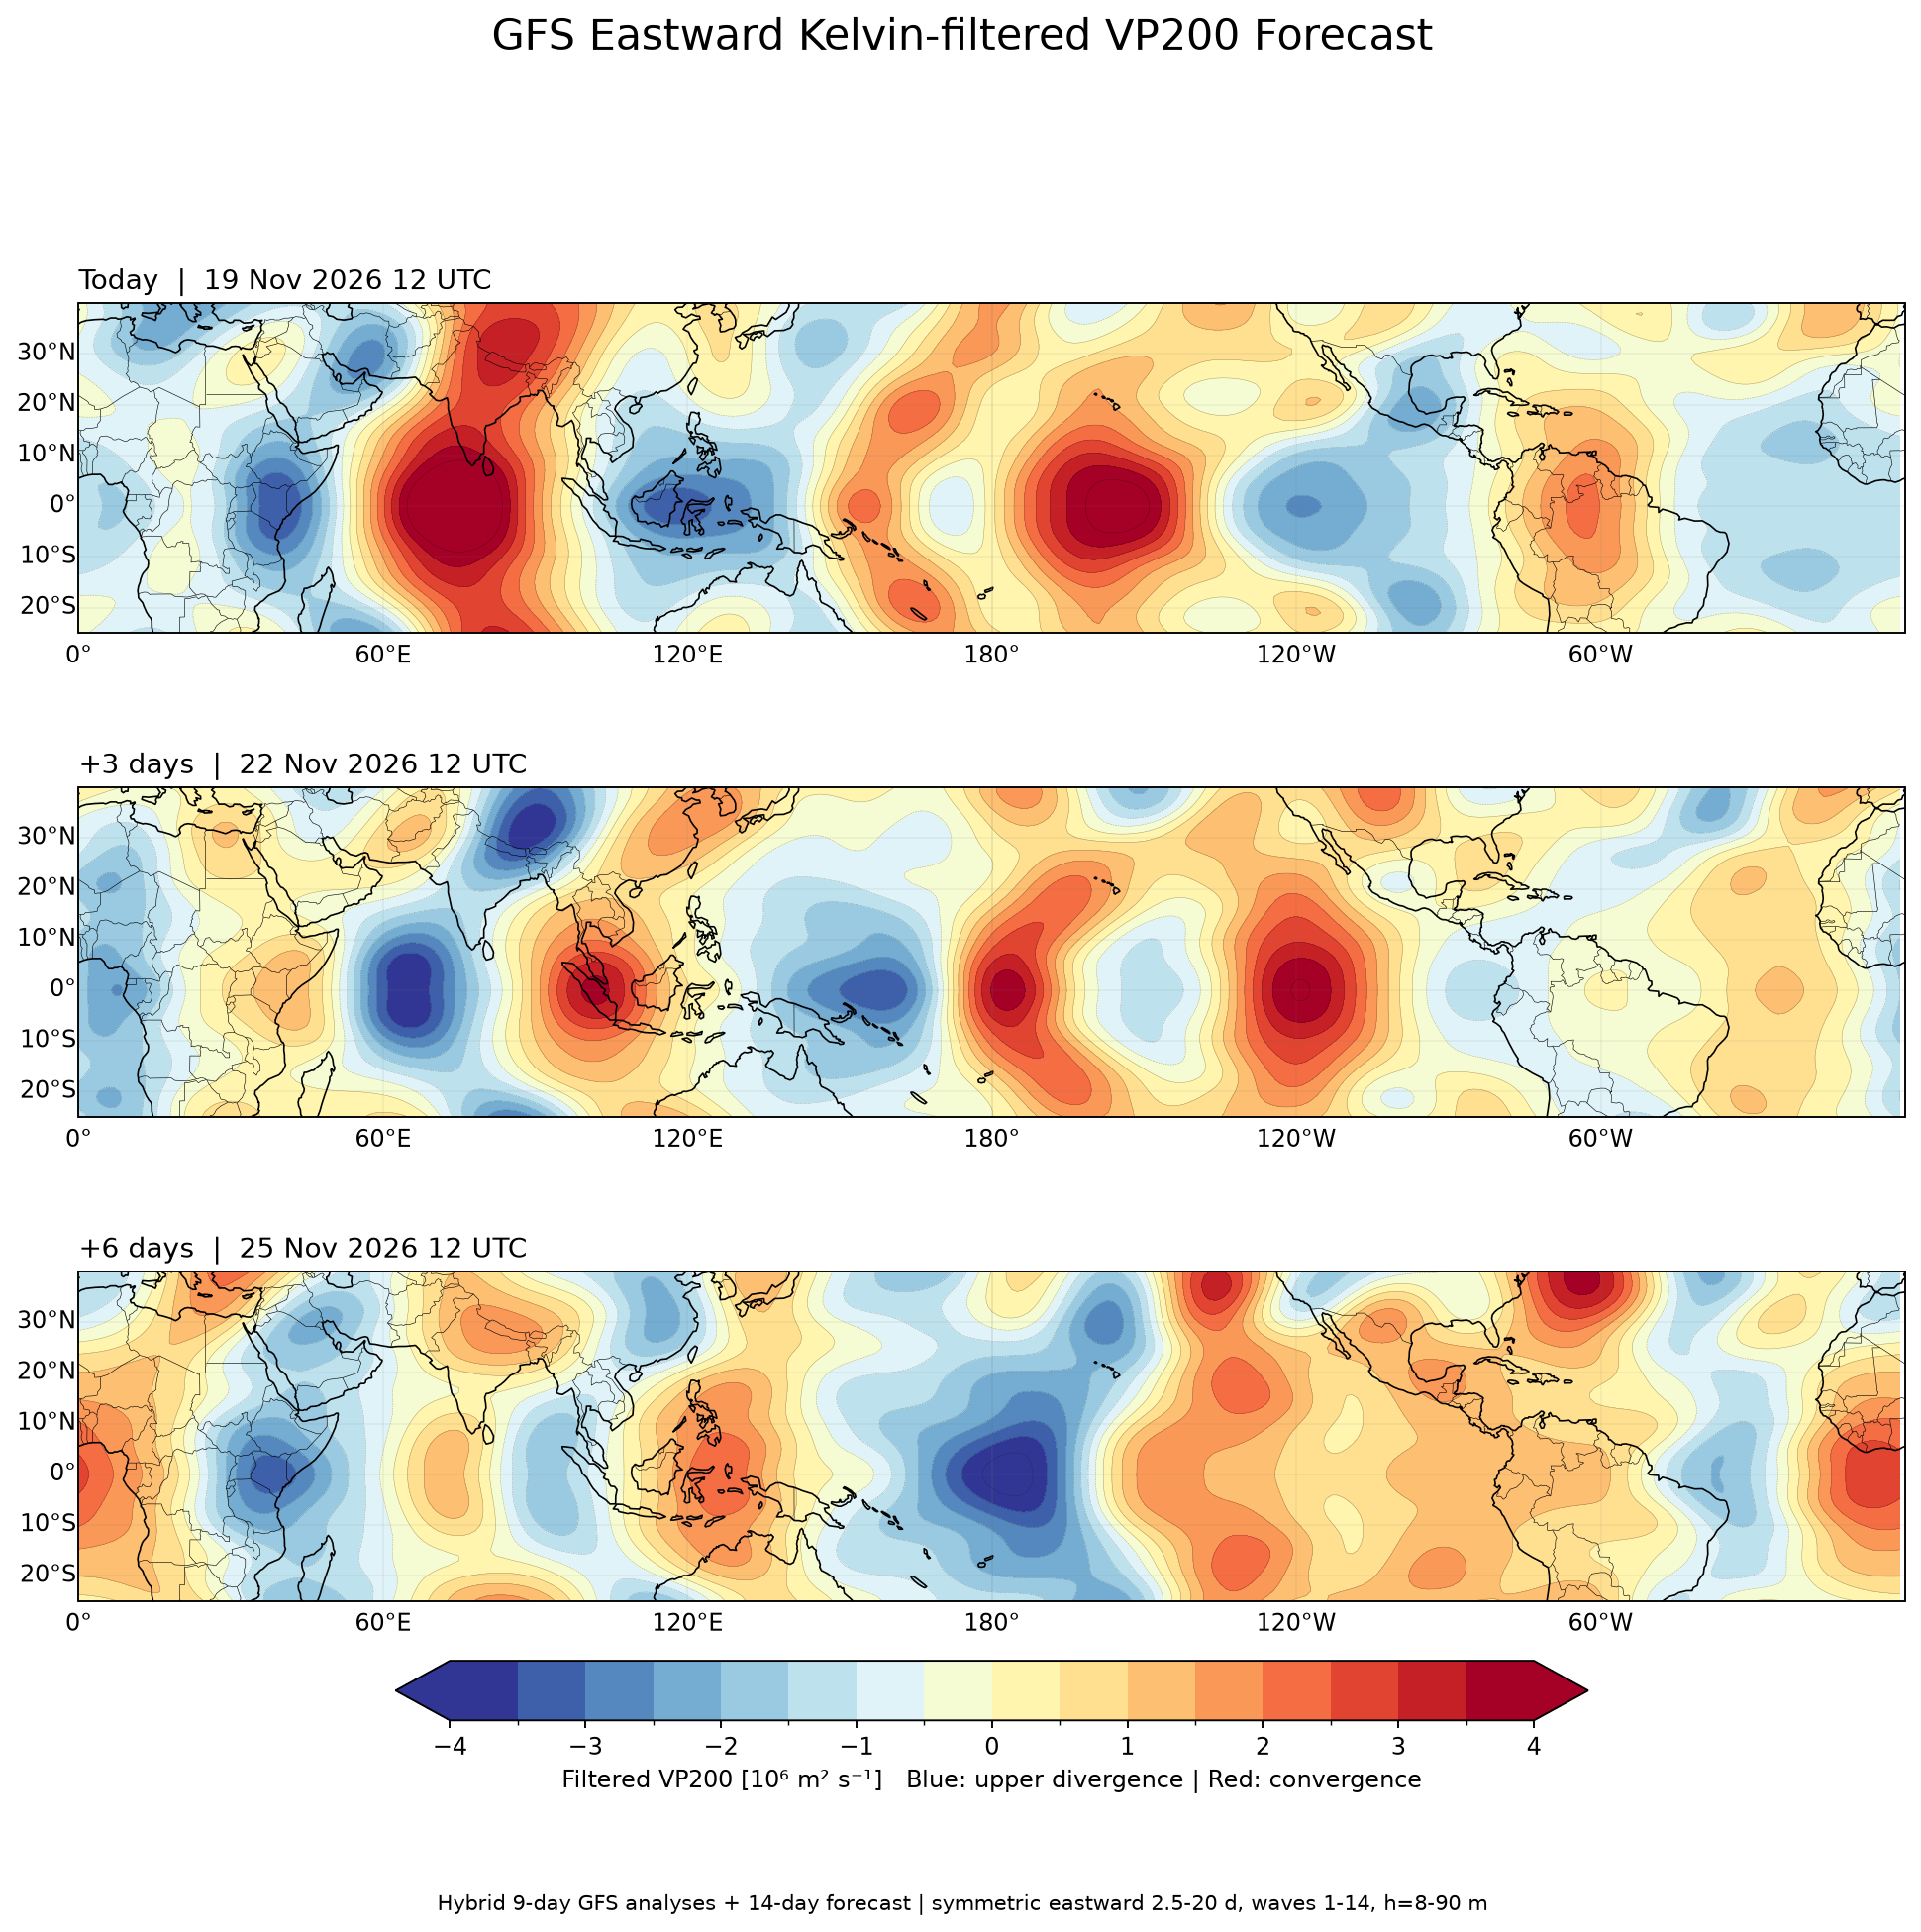 GFS Eastward Kelvin-filtered VP200 Forecast
Today | 19 Nov 2026 12 UTC
30°N
20°N
10°N
0°
10°S
20°S
0° 60°E 120°E 180° 120°W 60°W
+3 days | 22 Nov 2026 12 UTC
30°N
20°N
10°N
0°
10°S
20°S
0° 60°E 120°E 180° 120°W 60°W
+6 days | 25 Nov 2026 12 UTC
30°N
20°N
10°N
0°
10°S
20°S
0° 60°E 120°E 180° 120°W 60°W
−4 −3 −2 −1 0 1 2 3 4
Filtered VP200 [10⁶ m² s⁻¹] Blue: upper divergence | Red: convergence
Hybrid 9-day GFS analyses + 14-day forecast | symmetric eastward 2.5-20 d, waves 1-14, h=8-90 m